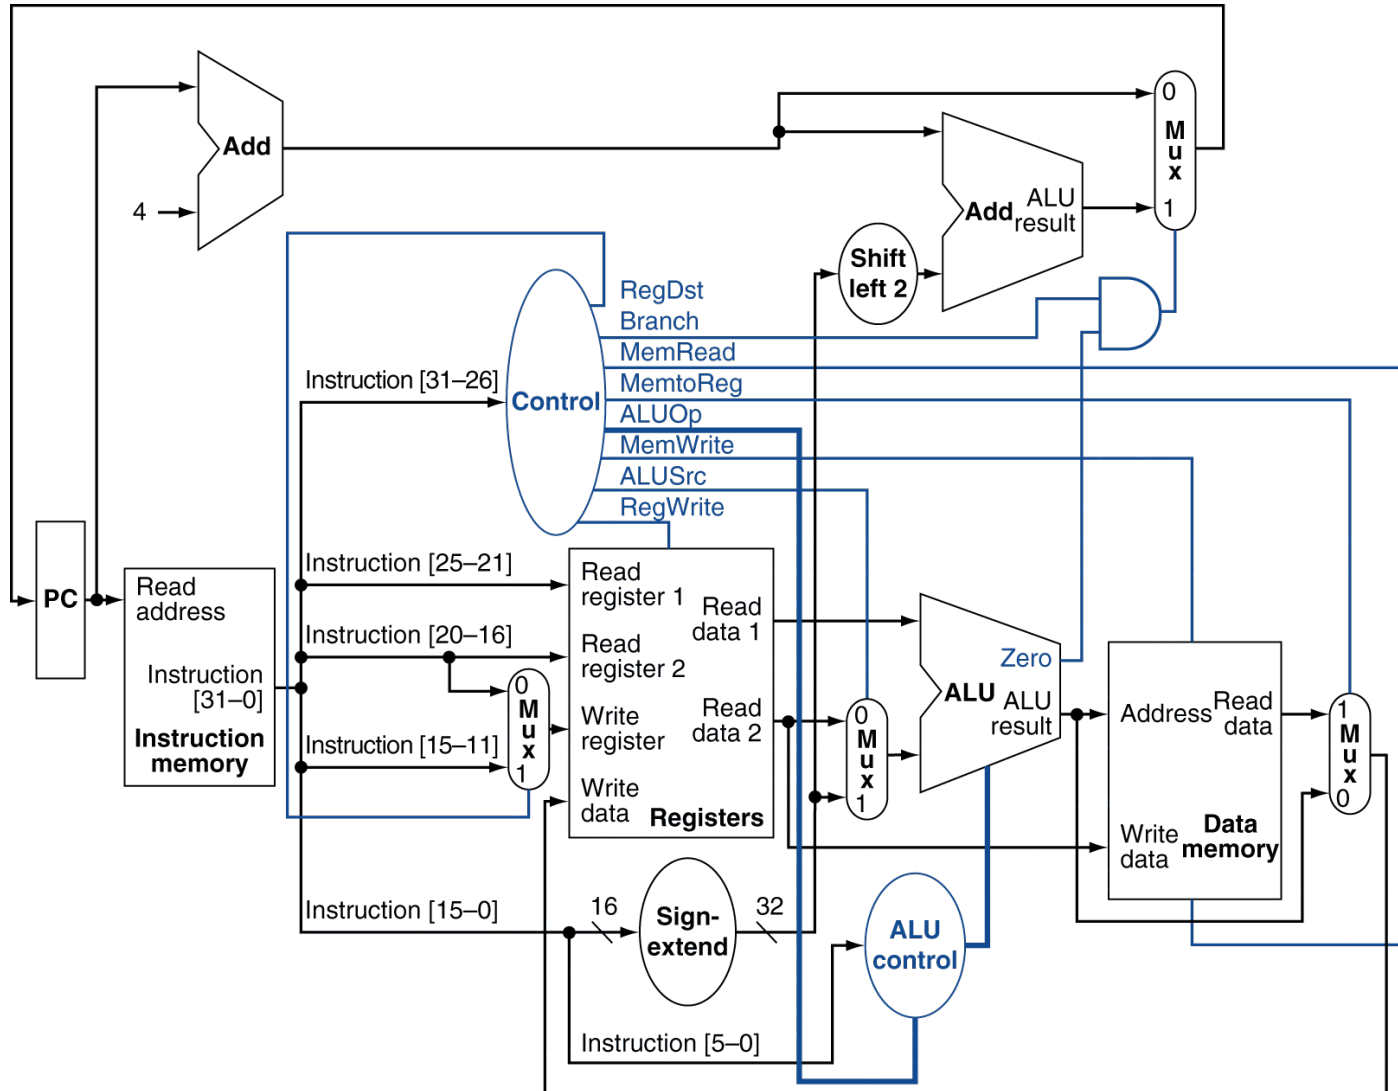 Add
4
0
M
u
x
1
Add
ALU
result
Shift
left 2
RegDst
Branch
MemRead
MemtoReg
ALUOp
MemWrite
ALUSrc
RegWrite
Control
Instruction [31–26]
Instruction [25–21]
Instruction [20–16]
Instruction [15–11]
Instruction [15–0]
Instruction [5–0]
PC
Read
address
Instruction
[31–0]
Instruction
memory
0
M
u
x
1
Read
register 1
Read
register 2
Write
register
Write
data
Read
data 1
Read
data 2
Registers
0
M
u
x
1
Zero
ALU
ALU
result
Address
Read
data
Write
data
Data
memory
1
M
u
x
0
16
Sign-
extend
32
ALU
control